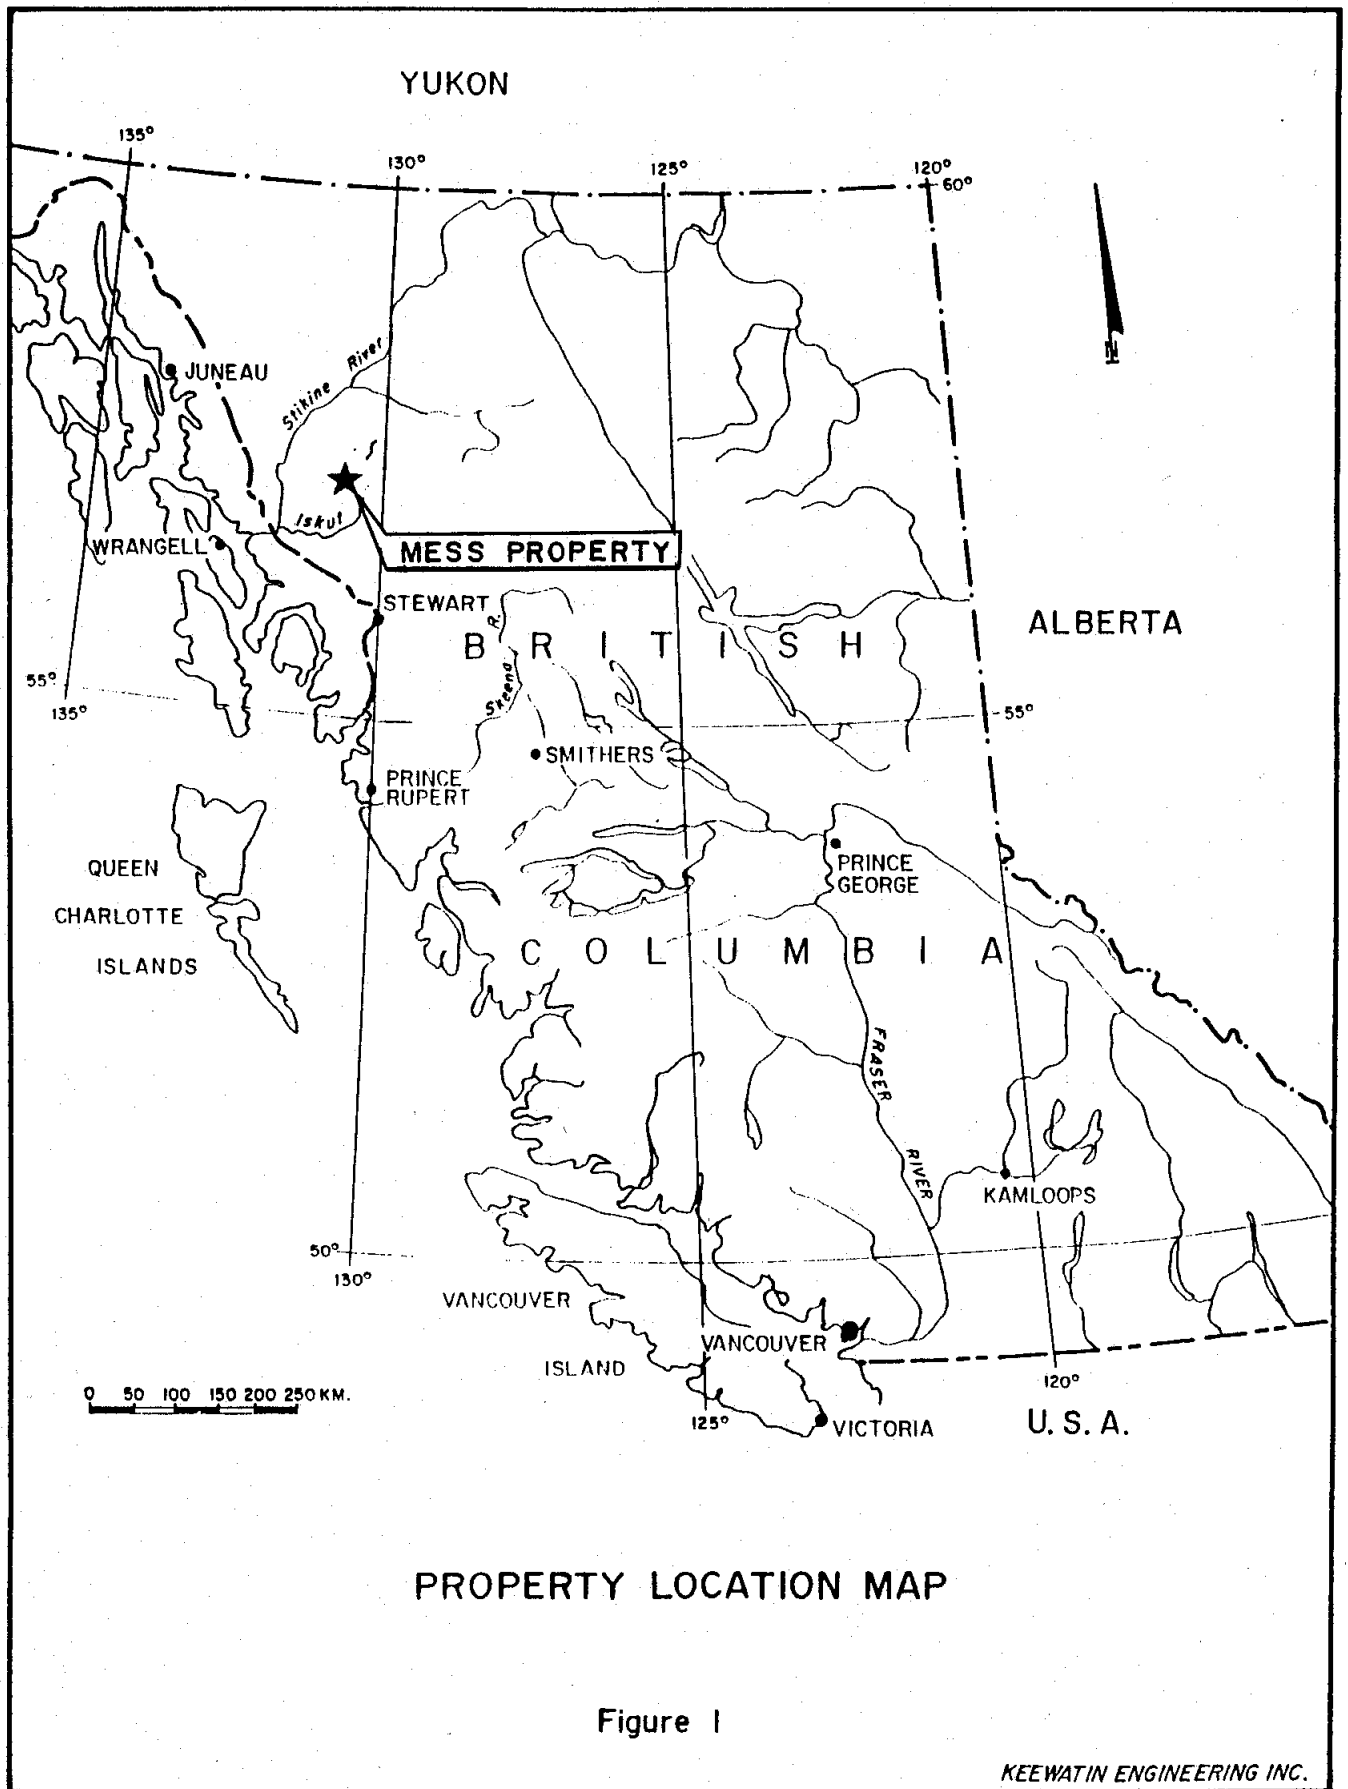 YUKON
135°
130°
125°
120°
60°
N
Stikine River
JUNEAU
Iskut
WRANGELL
MESS PROPERTY
STEWART
ALBERTA
BRITISH
Skeena R.
55°
135°
55°
SMITHERS
PRINCE
RUPERT
PRINCE
GEORGE
QUEEN
CHARLOTTE
ISLANDS
COLUMBIA
FRASER
RIVER
KAMLOOPS
50°
130°
VANCOUVER
ISLAND
VANCOUVER
120°
0 50 100 150 200 250 KM.
125°
VICTORIA
U.S.A.
PROPERTY LOCATION MAP
Figure 1
KEEWATIN ENGINEERING INC.